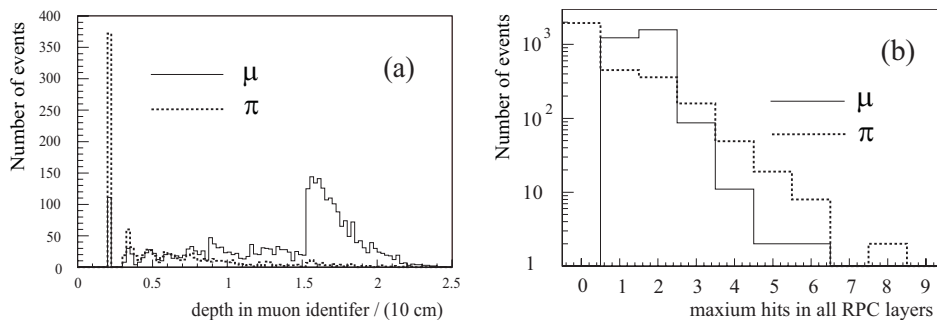 Number of events
400
350
300
250
200
150
100
50
0
μ
π
(a)
0
0.5
1
1.5
2
2.5
depth in muon identifer / (10 cm)
Number of events
10³
10²
10
1
μ
π
(b)
0
1
2
3
4
5
6
7
8
9
maxium hits in all RPC layers